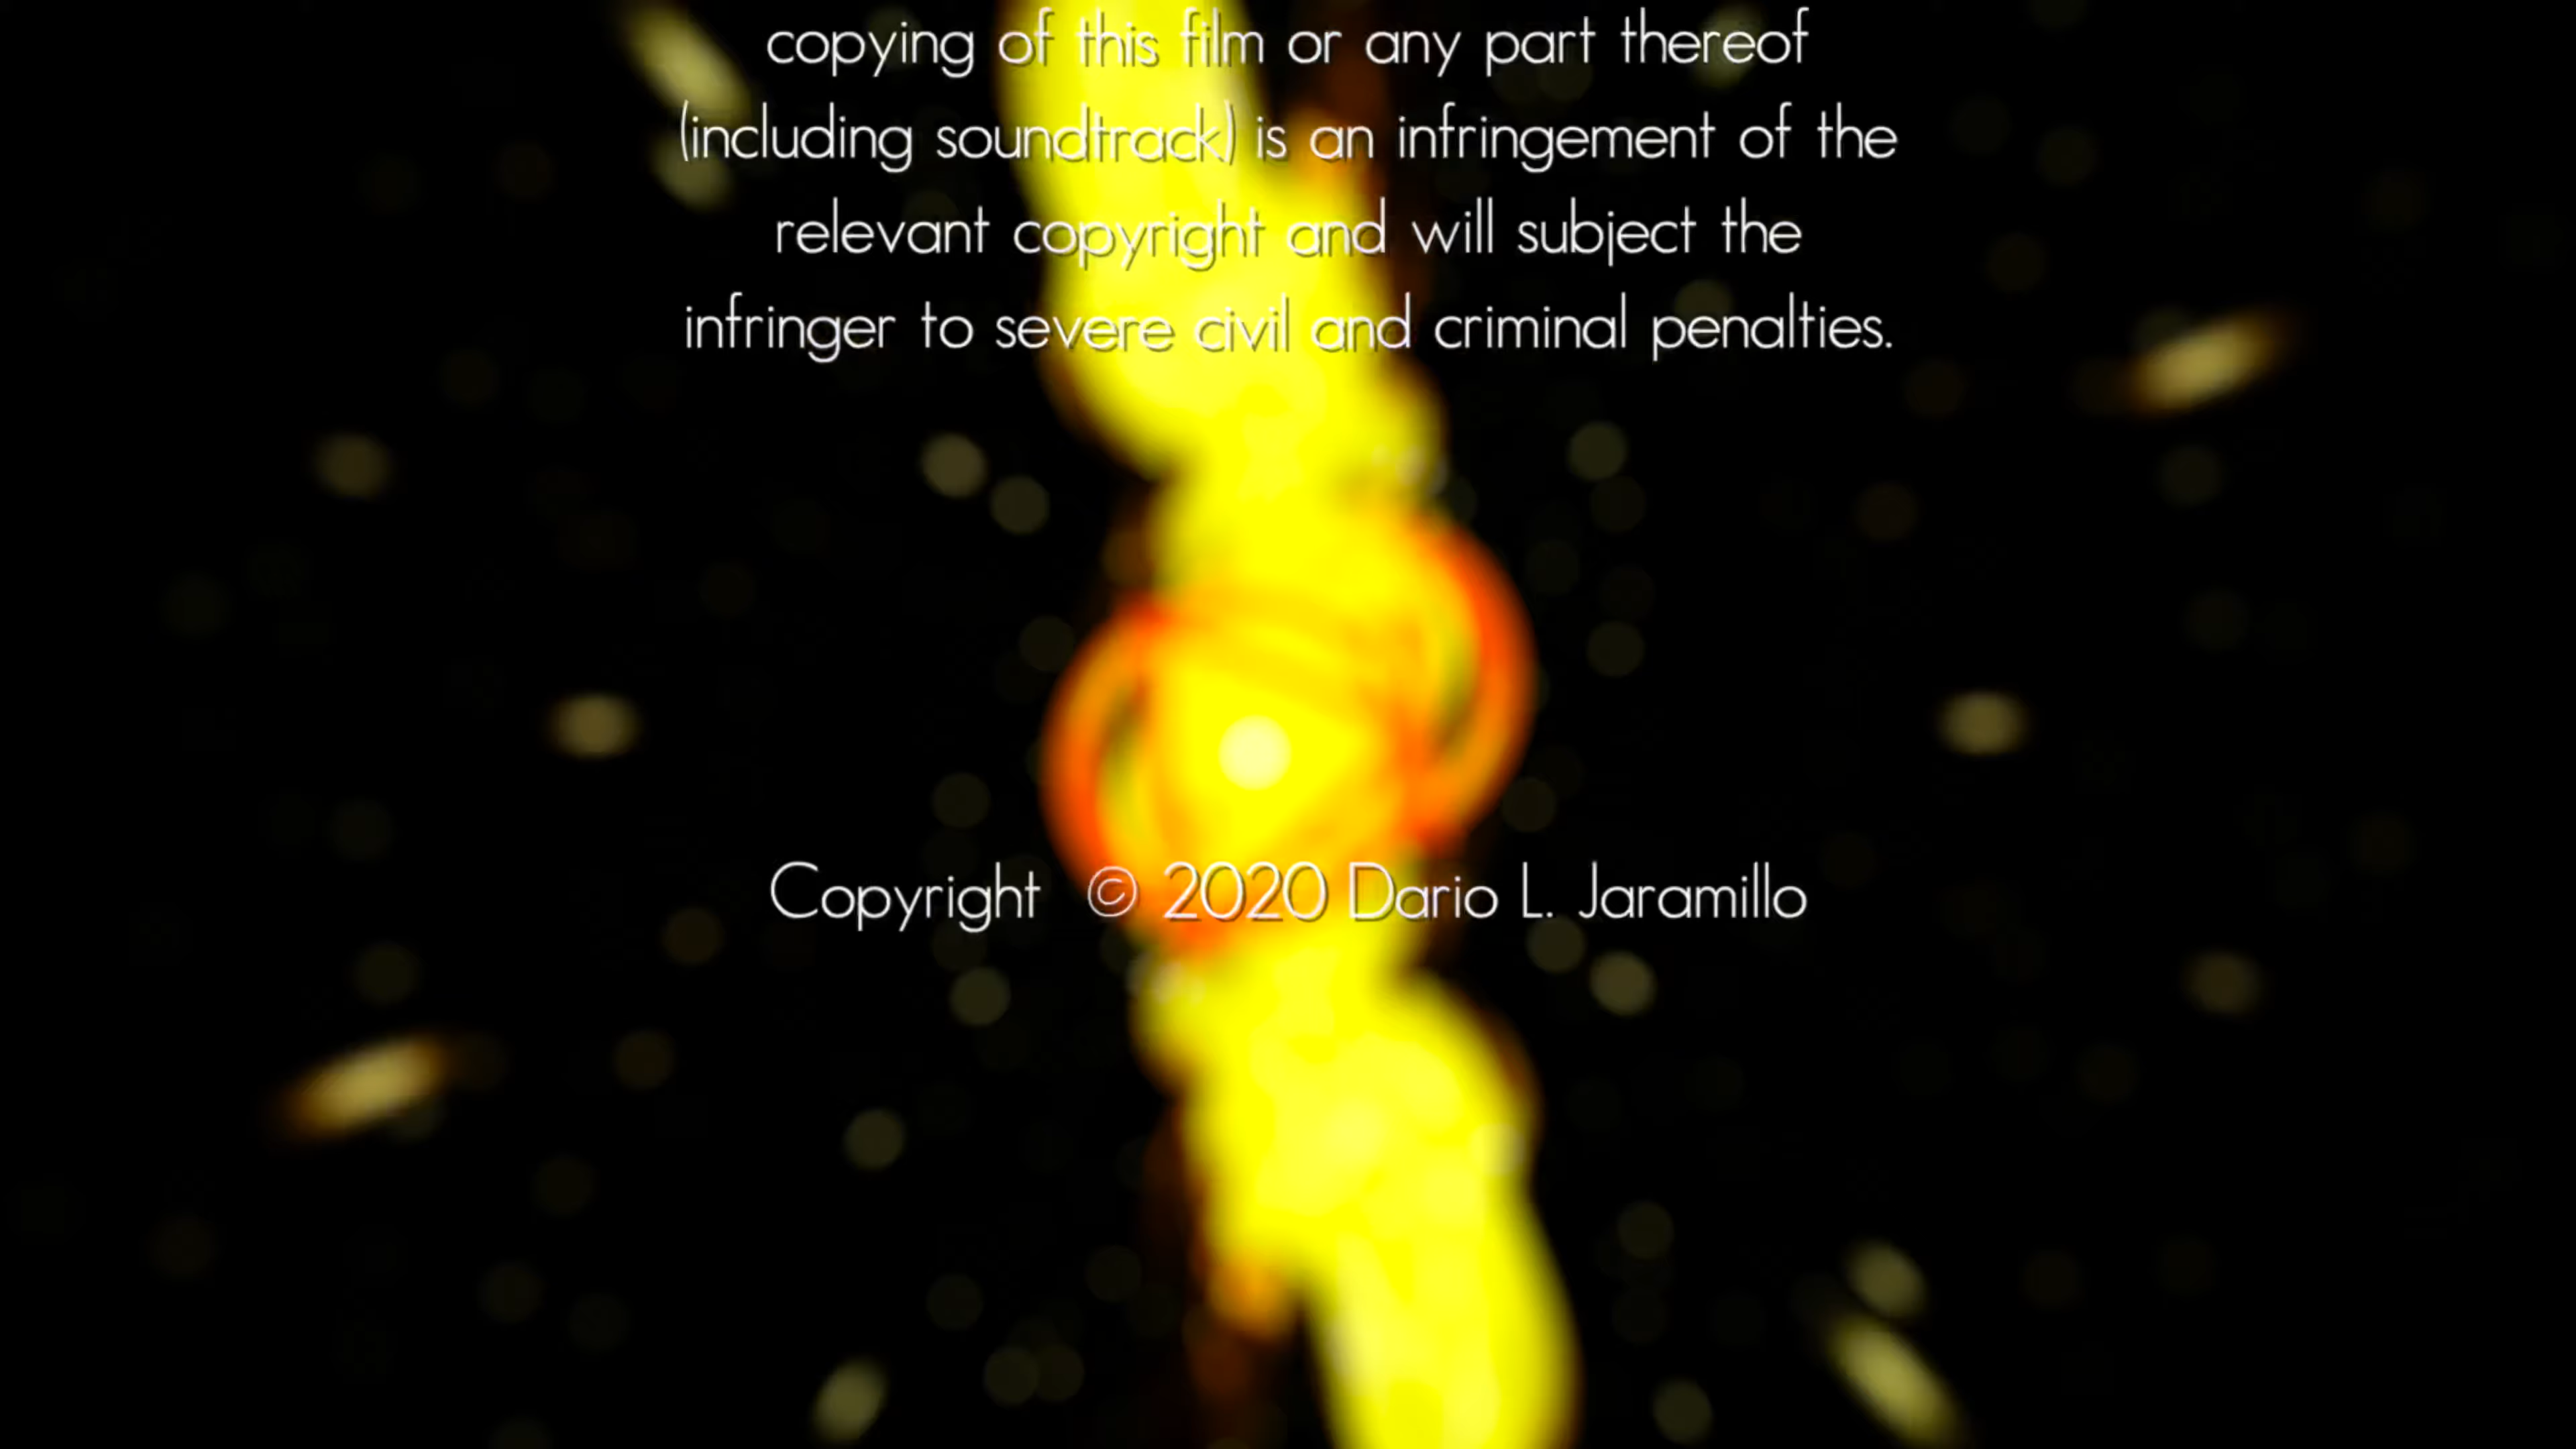 copying of this film or any part thereof
(including soundtrack) is an infringement of the
relevant copyright and will subject the
infringer to severe civil and criminal penalties.
Copyright © 2020 Dario L. Jaramillo